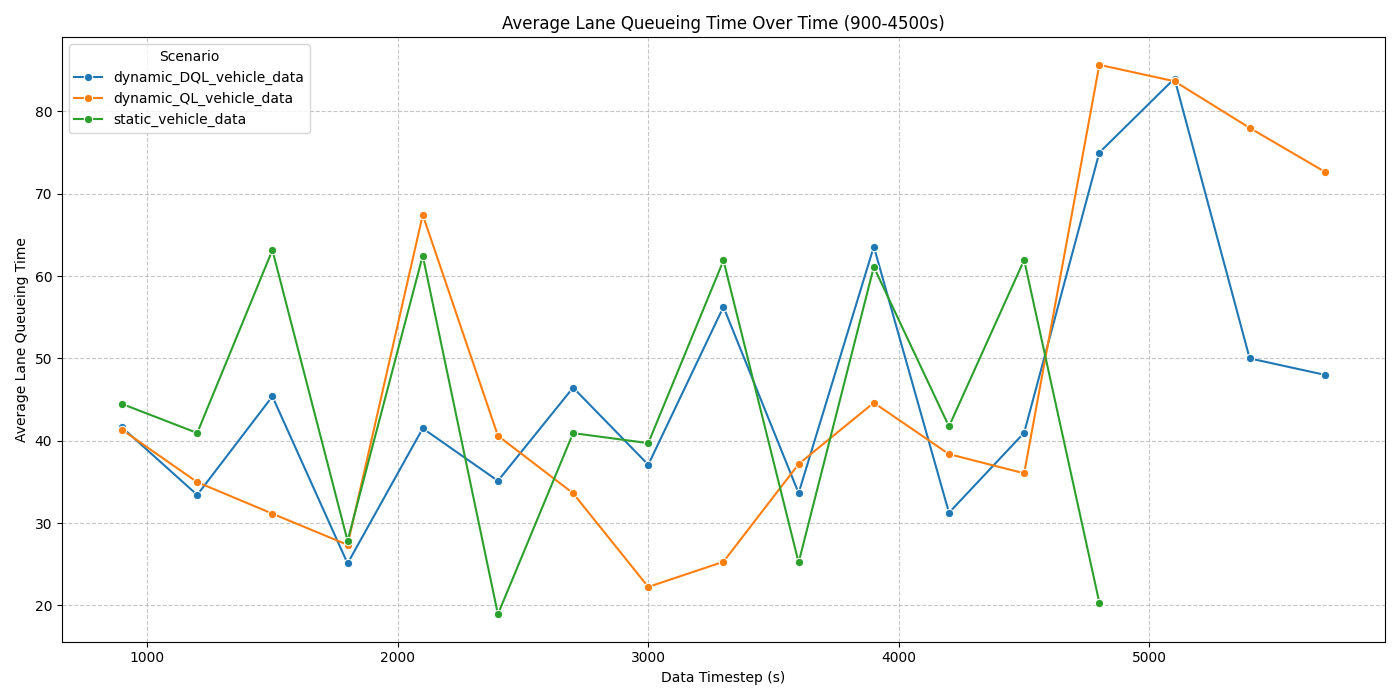 Average Lane Queueing Time Over Time (900-4500s)
Scenario
dynamic_DQL_vehicle_data
dynamic_QL_vehicle_data
static_vehicle_data
Average Lane Queueing Time
80
70
60
50
40
30
20
1000 2000 3000 4000 5000
Data Timestep (s)